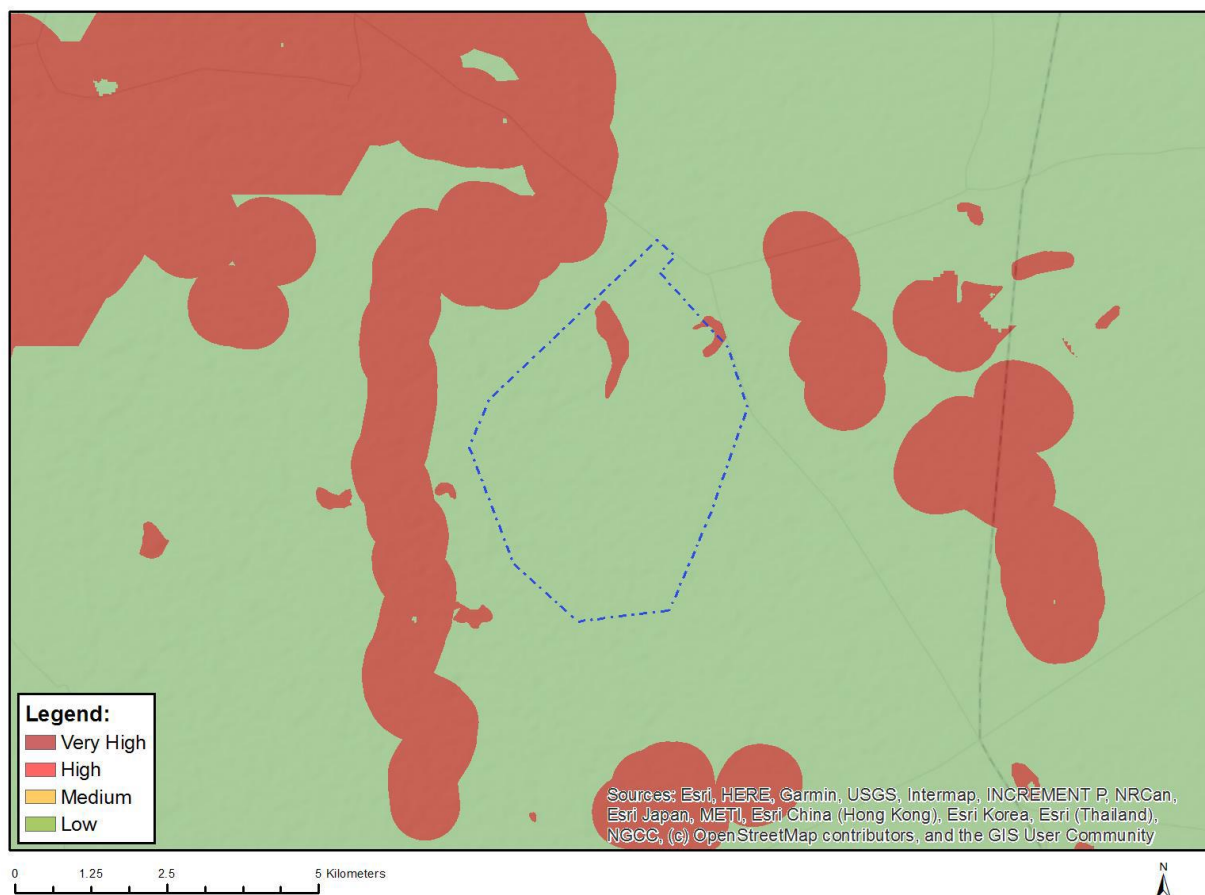 Legend:
Very High
High
Medium
Low
Sources: Esri, HERE, Garmin, USGS, Intermap, INCREMENT P, NRCan,
Esri Japan, METI, Esri China (Hong Kong), Esri Korea, Esri (Thailand),
NGCC, (c) OpenStreetMap contributors, and the GIS User Community
0 1.25 2.5 5 Kilometers
N